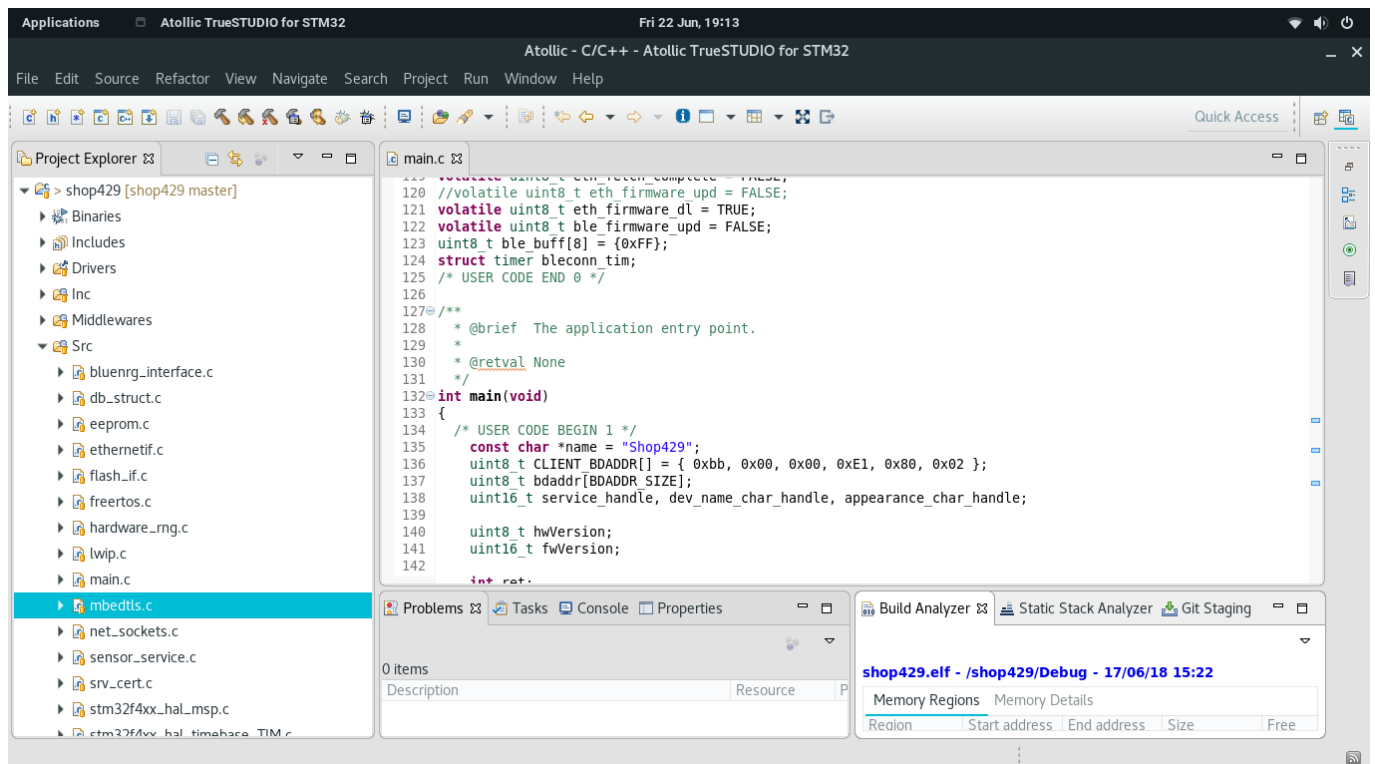 Applications Atollic TrueSTUDIO for STM32 Fri 22 Jun, 19:13
Atollic - C/C++ - Atollic TrueSTUDIO for STM32
File Edit Source Refactor View Navigate Search Project Run Window Help
Quick Access
Project Explorer
> shop429 [shop429 master]
Binaries
Includes
Drivers
Inc
Middlewares
Src
bluenrg_interface.c
db_struct.c
eeprom.c
ethernetif.c
flash_if.c
freertos.c
hardware_rng.c
lwip.c
main.c
mbedtls.c
net_sockets.c
sensor_service.c
srv_cert.c
stm32f4xx_hal_msp.c
stm32f4xx_hal_timebase_TIM.c
main.c
119 volatile uint8_t eth_fetch_complete = FALSE;
120 //volatile uint8_t eth_firmware_upd = FALSE;
121 volatile uint8_t eth_firmware_dl = TRUE;
122 volatile uint8_t ble_firmware_upd = FALSE;
123 uint8_t ble_buff[8] = {0xFF};
124 struct timer bleconn_tim;
125 /* USER CODE END 0 */
126
127 /**
128 * @brief The application entry point.
129 *
130 * @retval None
131 */
132 int main(void)
133 {
134 /* USER CODE BEGIN 1 */
135 const char *name = "Shop429";
136 uint8_t CLIENT_BDADDR[] = { 0xbb, 0x00, 0x00, 0xE1, 0x80, 0x02 };
137 uint8_t bdaddr[BDADDR_SIZE];
138 uint16_t service_handle, dev_name_char_handle, appearance_char_handle;
139
140 uint8_t hwVersion;
141 uint16_t fwVersion;
142
int ret;
Problems Tasks Console Properties
0 items
Description Resource P
Build Analyzer Static Stack Analyzer Git Staging
shop429.elf - /shop429/Debug - 17/06/18 15:22
Memory Regions Memory Details
Region Start address End address Size Free